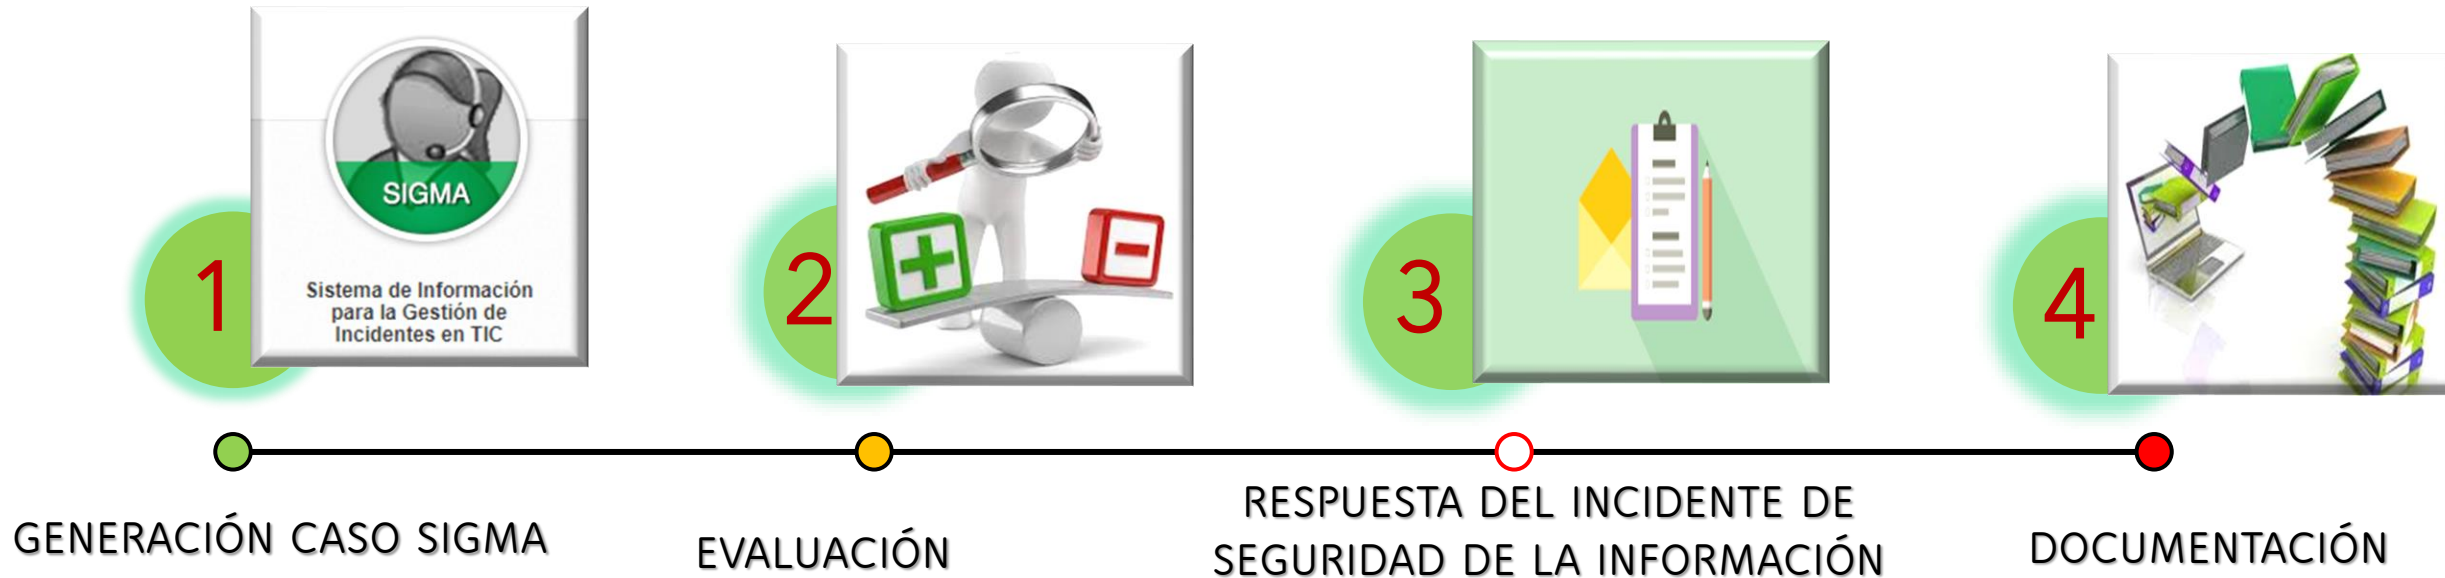 1
SIGMA
Sistema de Información
para la Gestión de
Incidentes en TIC
2
3
4
GENERACIÓN CASO SIGMA
EVALUACIÓN
RESPUESTA DEL INCIDENTE DE
SEGURIDAD DE LA INFORMACIÓN
DOCUMENTACIÓN